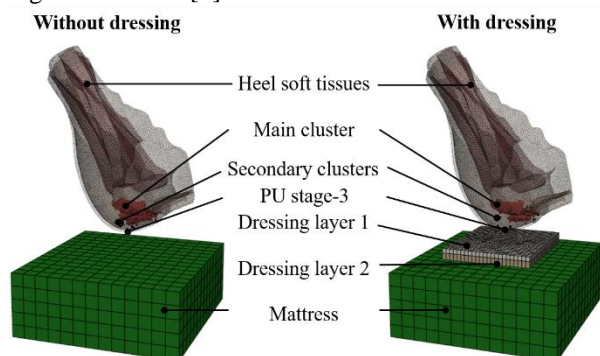 Without dressing
With dressing
Heel soft tissues
Main cluster
Secondary clusters
PU stage-3
Dressing layer 1
Dressing layer 2
Mattress